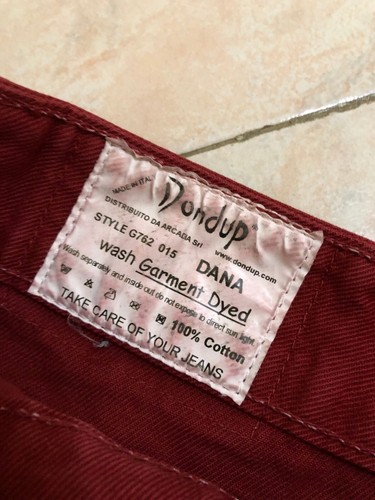 MADE IN ITALY
Dondup
DISTRIBUITO DA ARCADIA Srl
www.dondup.com
STYLE G762 015 DANA
wash Garment Dyed
Wash separately and inside out do not expose to direct sun light
100% Cotton
TAKE CARE OF YOUR JEANS